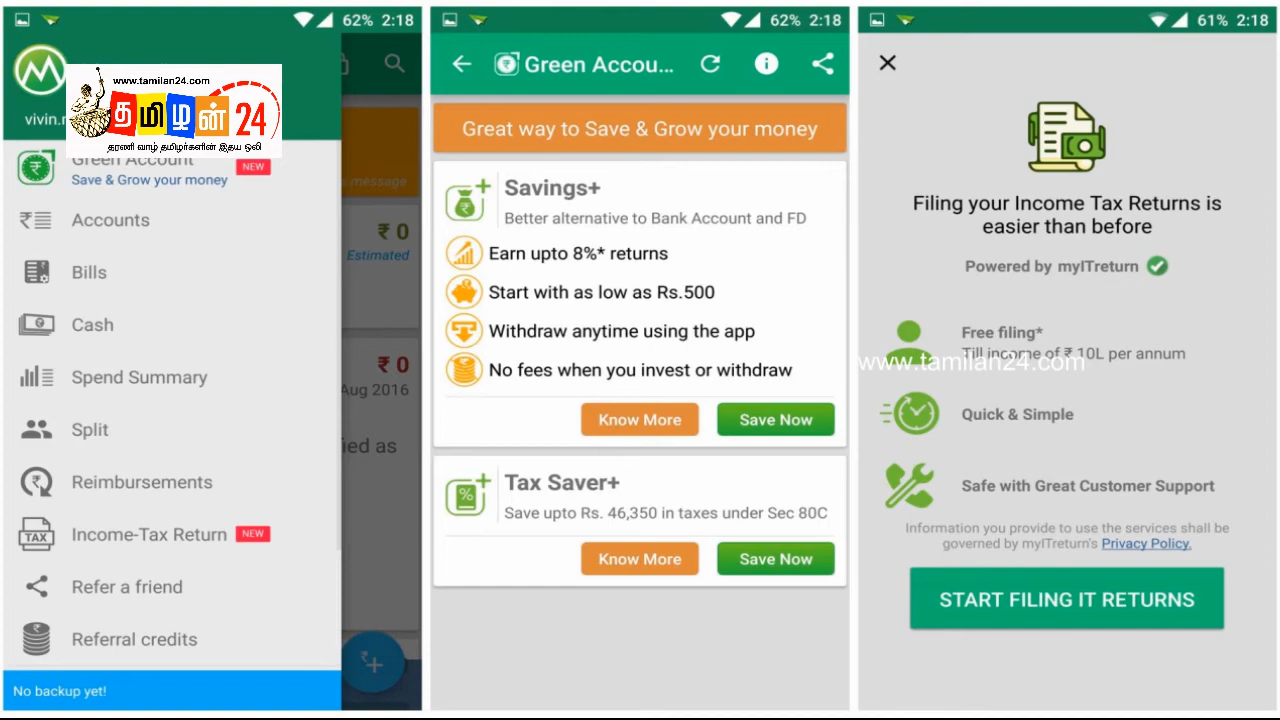 62% 2:18
www.tamilan24.com
தமிழன் 24
தரணி வாழ் தமிழர்களின் இதய ஒலி
Green Account
NEW
Save & Grow your money
Accounts
Bills
Cash
Spend Summary
Split
Reimbursements
Income-Tax Return NEW
TAX
Refer a friend
Referral credits
No backup yet!
message
₹ 0
Estimated
₹ 0
Aug 2016
ied as
62% 2:18
Green Accou...
Great way to Save & Grow your money
Savings+
Better alternative to Bank Account and FD
Earn upto 8%* returns
Start with as low as Rs.500
Withdraw anytime using the app
No fees when you invest or withdraw
Know More Save Now
Tax Saver+
Save upto Rs. 46,350 in taxes under Sec 80C
Know More Save Now
61% 2:18
Filing your Income Tax Returns is
easier than before
Powered by myITreturn
Free filing*
Till income of ₹ 10L per annum
www.tamilan24.com
Quick & Simple
Safe with Great Customer Support
Information you provide to use the services shall be
governed by myITreturn's Privacy Policy.
START FILING IT RETURNS